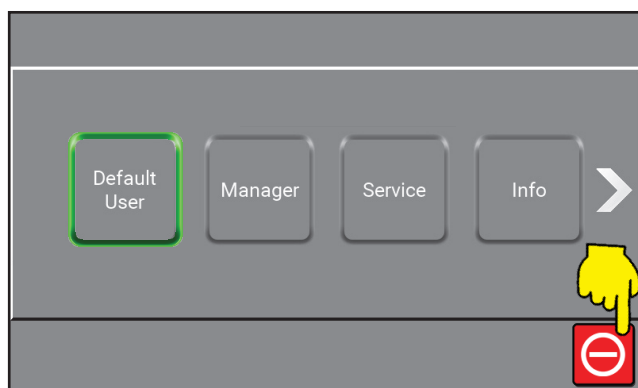 Default
User
Manager
Service
Info